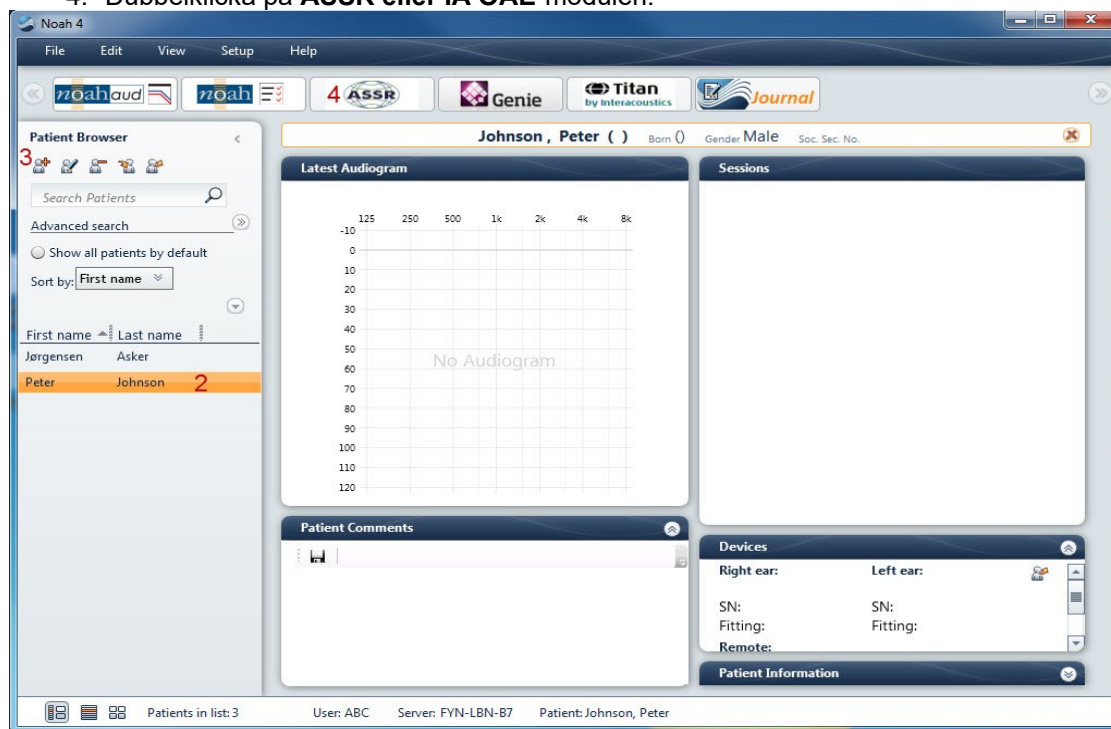 4. Dubbelklicka på ASSR eller IA OAE-modulen.
Noah 4
File Edit View Setup Help
noah aud noah 4 ASSR Genie Titan by Interacoustics Journal
Patient Browser
3
Search Patients
Advanced search
Show all patients by default
Sort by: First name
First name Last name
Jørgensen Asker
Peter Johnson 2
Johnson , Peter ( ) Born () Gender Male Soc. Sec. No.
Latest Audiogram
125 250 500 1k 2k 4k 8k
-10
0
10
20
30
40
50
No Audiogram
60
70
80
90
100
110
120
Patient Comments
Sessions
Devices
Right ear: Left ear:
SN: SN:
Fitting: Fitting:
Remote:
Patient Information
Patients in list: 3 User: ABC Server: FYN-LBN-B7 Patient: Johnson, Peter